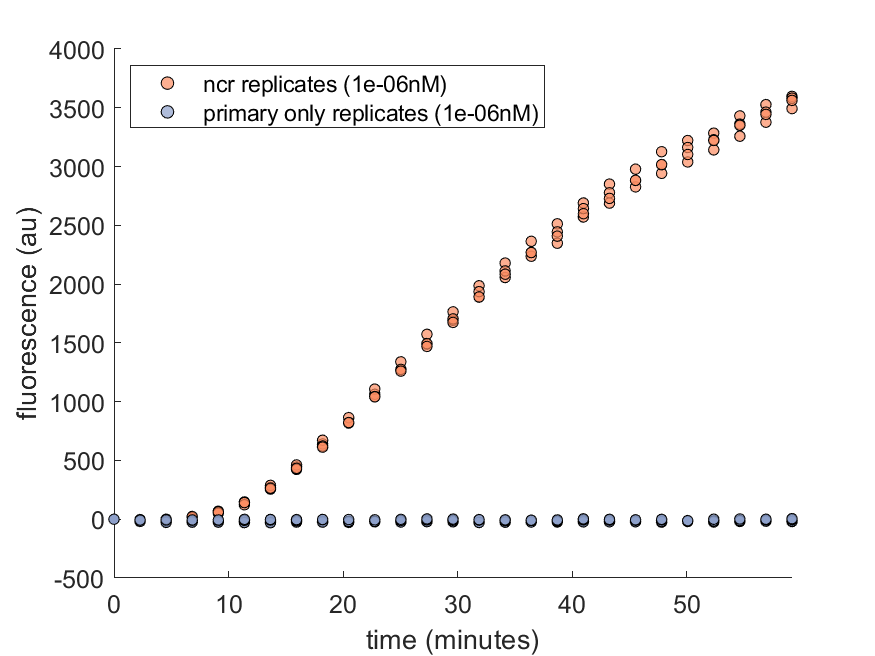 4000
3500
3000
2500
2000
1500
1000
500
0
-500
fluorescence (au)
ncr replicates (1e-06nM)
primary only replicates (1e-06nM)
0 10 20 30 40 50
time (minutes)